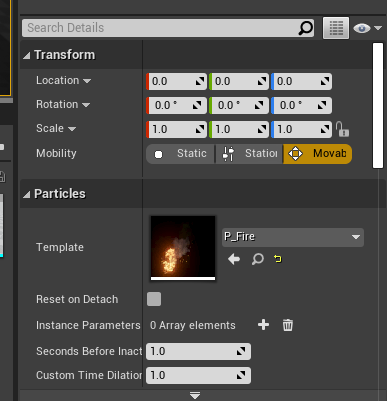 Search Details
Transform
Location 0.0 0.0 0.0
Rotation 0.0 ° 0.0 ° 0.0 °
Scale 1.0 1.0 1.0
Mobility Static Station Movab
Particles
Template P_Fire
Reset on Detach
Instance Parameters 0 Array elements
Seconds Before Inact 1.0
Custom Time Dilation 1.0